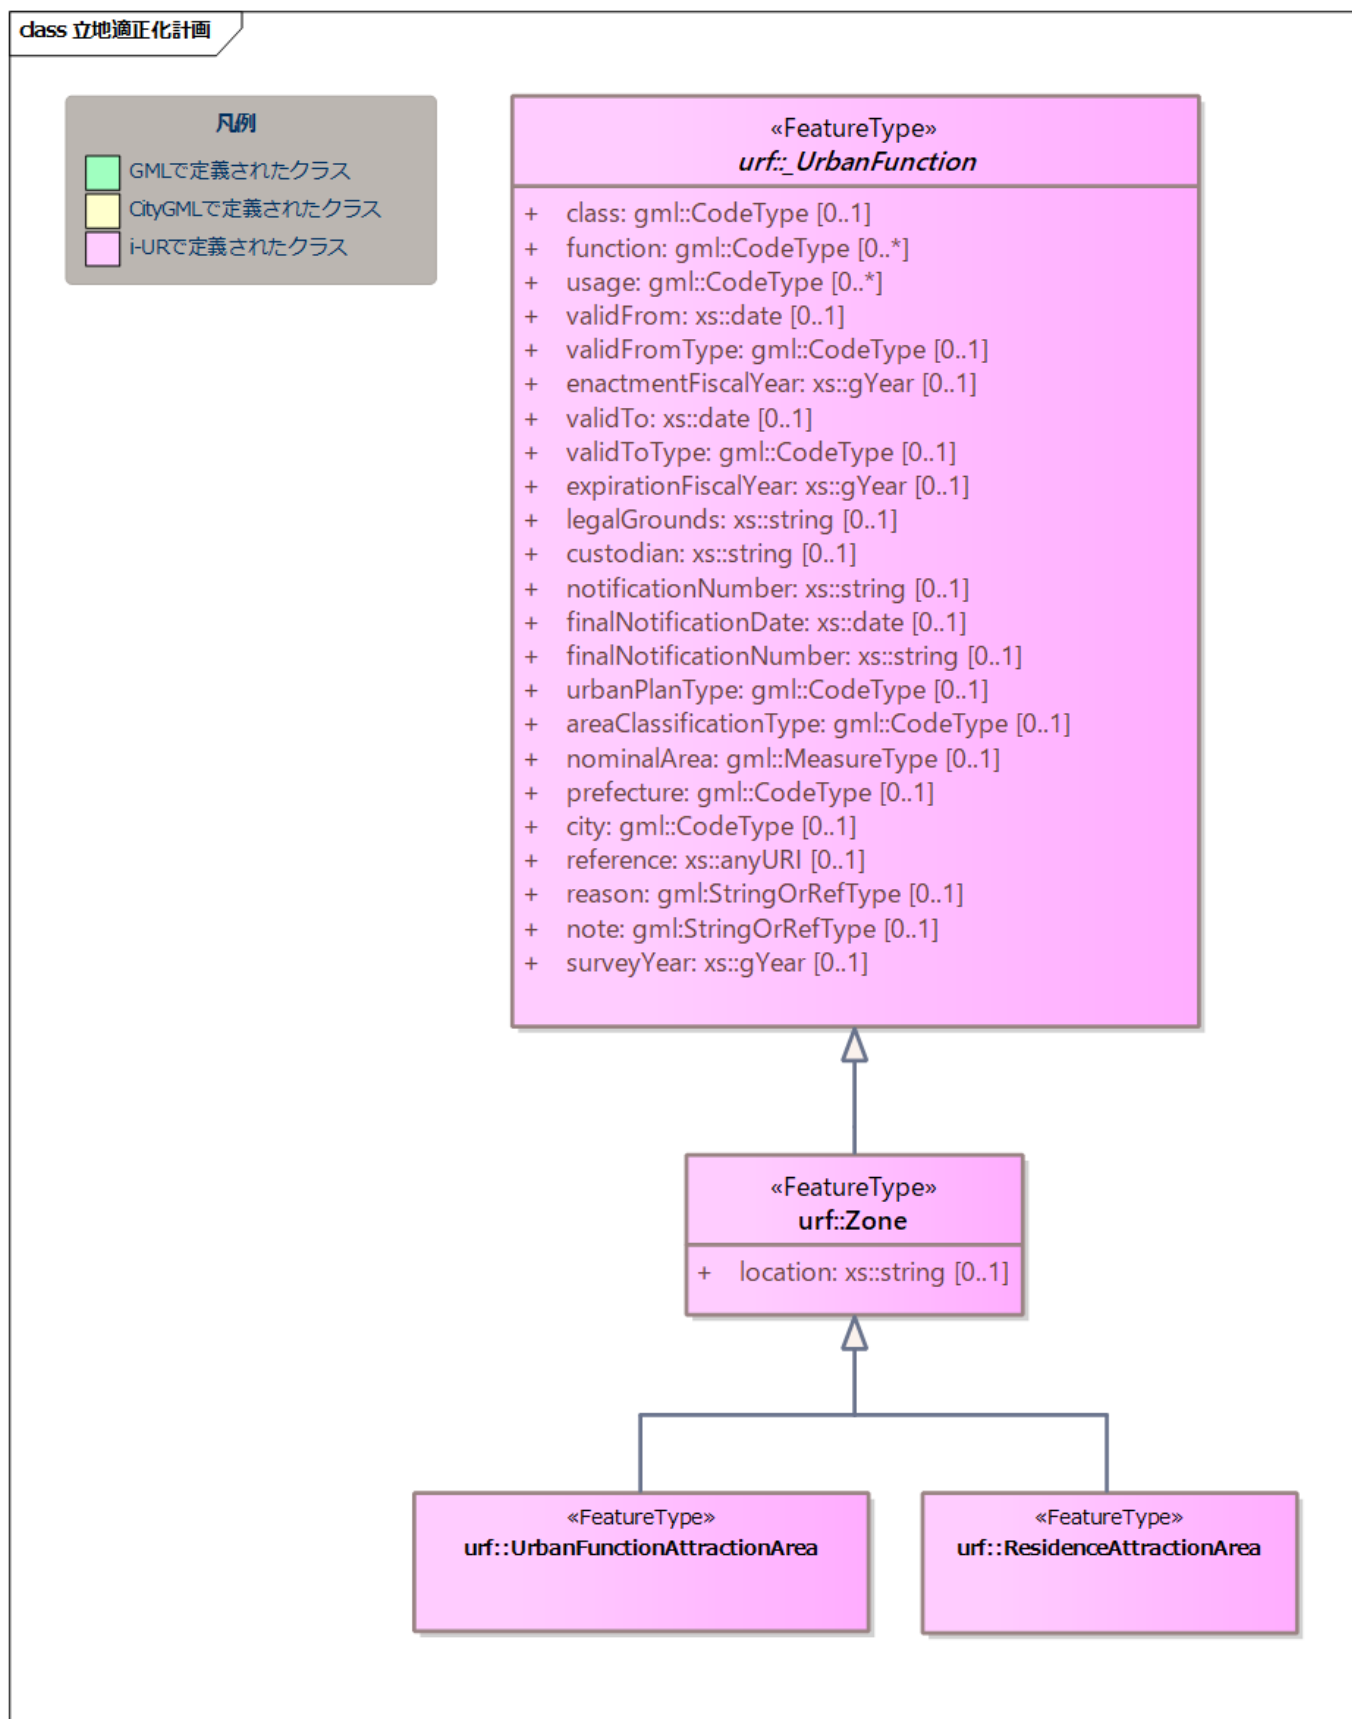 class 立地適正化計画
凡例
GMLで定義されたクラス
CityGMLで定義されたクラス
i-URで定義されたクラス
«FeatureType»
urf::_UrbanFunction
+ class: gml::CodeType [0..1]
+ function: gml::CodeType [0..*]
+ usage: gml::CodeType [0..*]
+ validFrom: xs::date [0..1]
+ validFromType: gml::CodeType [0..1]
+ enactmentFiscalYear: xs::gYear [0..1]
+ validTo: xs::date [0..1]
+ validToType: gml::CodeType [0..1]
+ expirationFiscalYear: xs::gYear [0..1]
+ legalGrounds: xs::string [0..1]
+ custodian: xs::string [0..1]
+ notificationNumber: xs::string [0..1]
+ finalNotificationDate: xs::date [0..1]
+ finalNotificationNumber: xs::string [0..1]
+ urbanPlanType: gml::CodeType [0..1]
+ areaClassificationType: gml::CodeType [0..1]
+ nominalArea: gml::MeasureType [0..1]
+ prefecture: gml::CodeType [0..1]
+ city: gml::CodeType [0..1]
+ reference: xs::anyURI [0..1]
+ reason: gml:StringOrRefType [0..1]
+ note: gml:StringOrRefType [0..1]
+ surveyYear: xs::gYear [0..1]
«FeatureType»
urf::Zone
+ location: xs::string [0..1]
«FeatureType»
urf::UrbanFunctionAttractionArea
«FeatureType»
urf::ResidenceAttractionArea